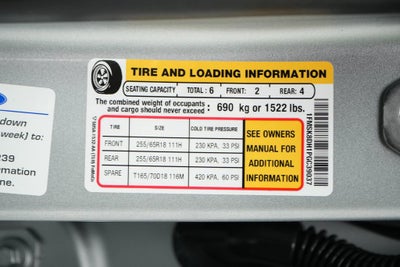 TIRE AND LOADING INFORMATION
SEATING CAPACITY TOTAL : 6 FRONT: 2 REAR: 4
The combined weight of occupants
and cargo should never exceed : 690 kg or 1522 lbs.
TIRE SIZE COLD TIRE PRESSURE
FRONT 255/65R18 111H 230 KPA, 33 PSI
REAR 255/65R18 111H 230 KPA, 33 PSI
SPARE T165/70D18 116M 420 KPA, 60 PSI
SEE OWNERS
MANUAL FOR
ADDITIONAL
INFORMATION
down
week) to:
239
rmation
ne.